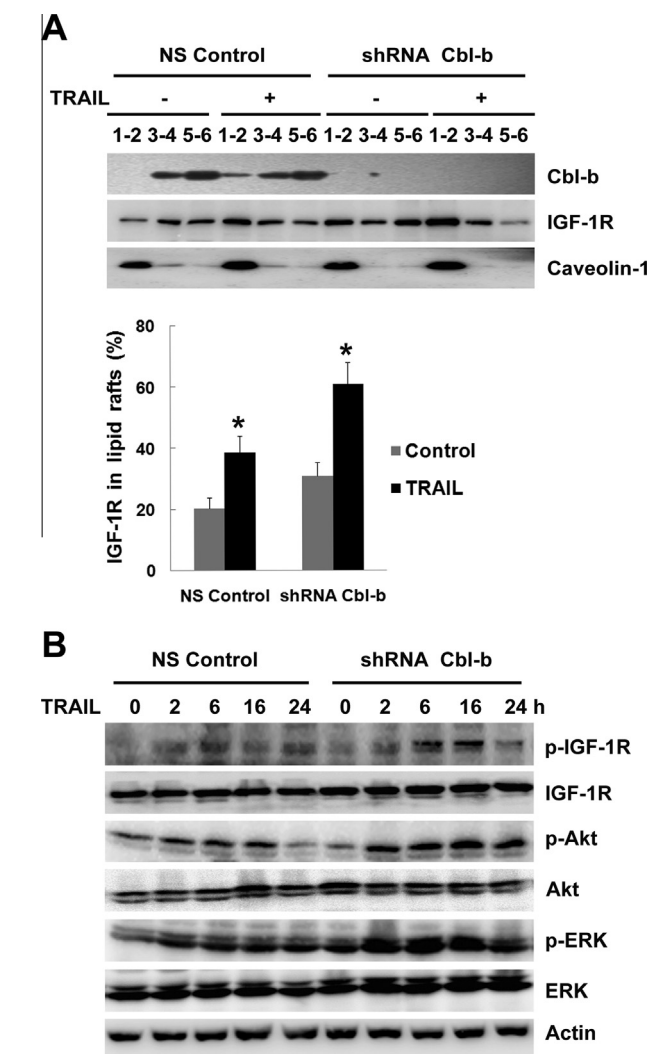 A
NS Control shRNA Cbl-b
TRAIL - + - +
1-2 3-4 5-6 1-2 3-4 5-6 1-2 3-4 5-6 1-2 3-4 5-6
Cbl-b
IGF-1R
Caveolin-1
IGF-1R in lipid rafts (%)
80
60
40
20
0
* *
Control
TRAIL
NS Control shRNA Cbl-b
B
NS Control shRNA Cbl-b
TRAIL 0 2 6 16 24 0 2 6 16 24 h
p-IGF-1R
IGF-1R
p-Akt
Akt
p-ERK
ERK
Actin